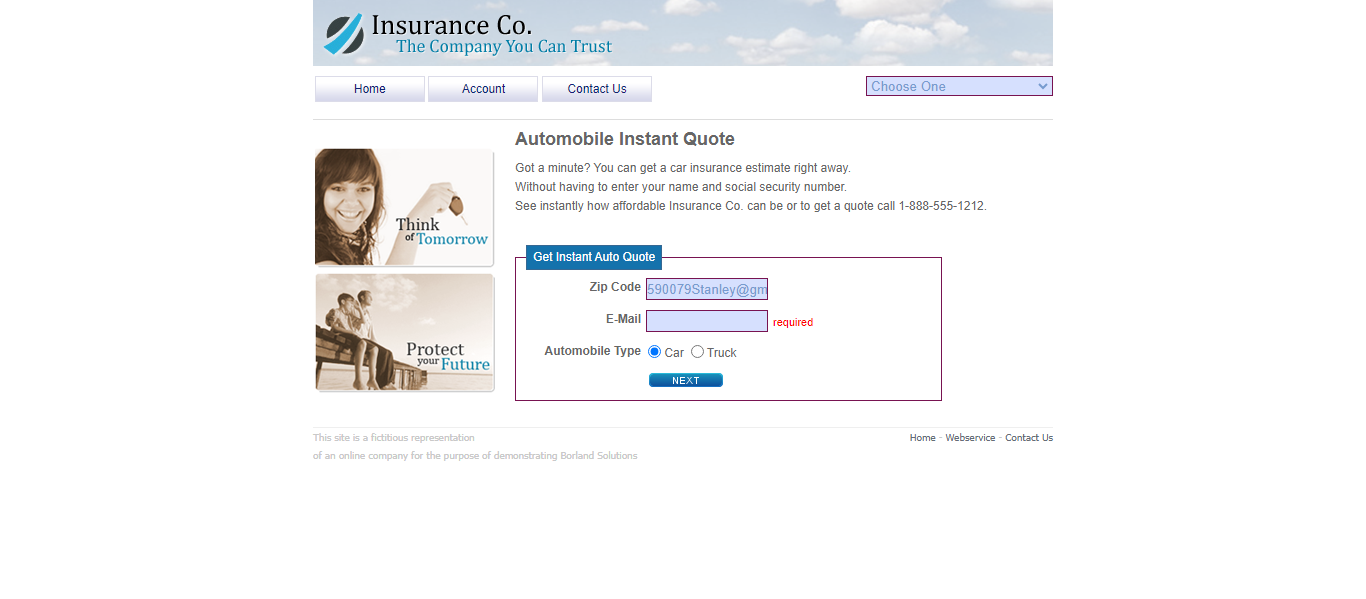 Insurance Co.
The Company You Can Trust
Home
Account
Contact Us
Choose One
Automobile Instant Quote
Got a minute? You can get a car insurance estimate right away.
Without having to enter your name and social security number.
See instantly how affordable Insurance Co. can be or to get a quote call 1-888-555-1212.
Think
of Tomorrow
Protect
your Future
Get Instant Auto Quote
Zip Code 590079Stanley@gm
E-Mail required
Automobile Type Car Truck
NEXT
This site is a fictitious representation
of an online company for the purpose of demonstrating Borland Solutions
Home - Webservice - Contact Us